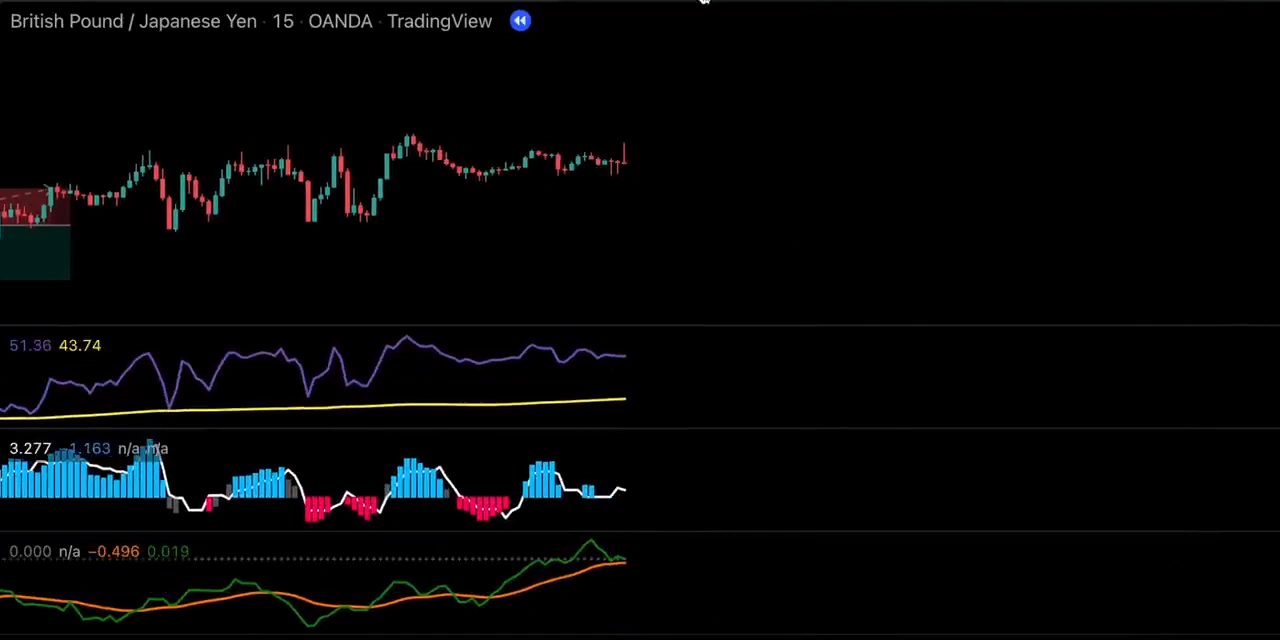 British Pound / Japanese Yen · 15 · OANDA · TradingView
51.36 43.74
3.277 −1.163 n/a n/a
0.000 n/a −0.496 0.019